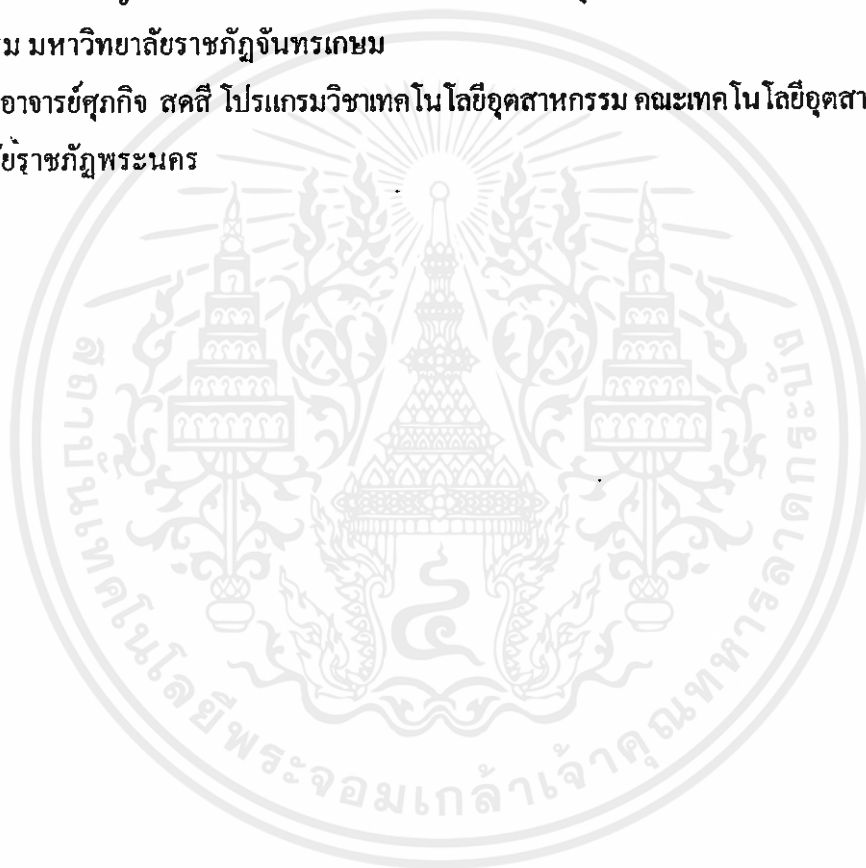 รม มหาวิทยาลัยราชภัฏจันทรเกษม
อาจารย์ศุภกิจ สดสี โปรแกรมวิชาเทคโนโลยีอุตสาหกรรม คณะเทคโนโลยีอุตสา
ัยราชภัฏพระนคร
สถาบันเทคโนโลยีพระจอมเกล้าเจ้าคุณทหารลาดกระบัง
๔